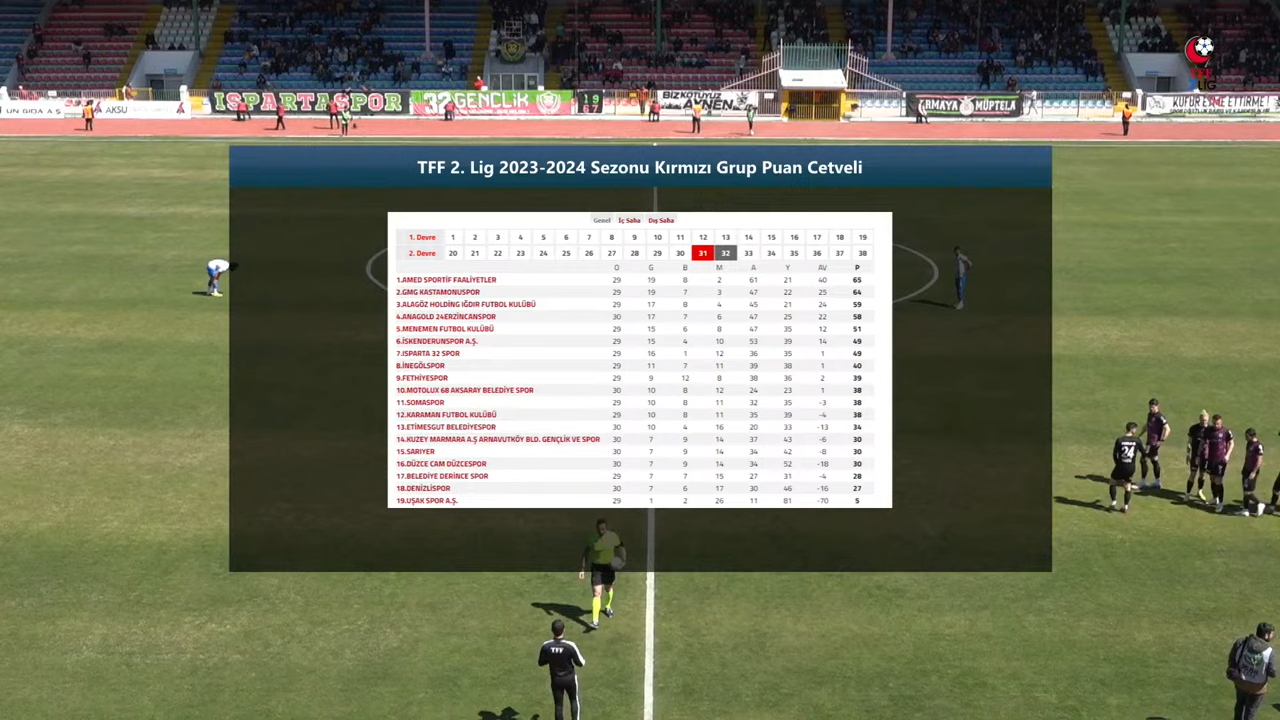 ISPARTASPOR
32 GENÇLİK
19
67
AKSU
TFF 2. Lig 2023-2024 Sezonu Kırmızı Grup Puan Cetveli
Genel İç Saha Dış Saha
1. Devre 1 2 3 4 5 6 7 8 9 10 11 12 13 14 15 16 17 18 19
2. Devre 20 21 22 23 24 25 26 27 28 29 30 31 32 33 34 35 36 37 38
O G B M A Y AV P
1.AMED SPORTİF FAALİYETLER 29 19 8 2 61 21 40 65
2.GMG KASTAMONUSPOR 29 19 7 3 47 22 25 64
3.ALAGÖZ HOLDİNG IĞDIR FUTBOL KULÜBÜ 29 17 8 4 45 21 24 59
4.ANAGOLD 24ERZİNCANSPOR 30 17 7 6 47 25 22 58
5.MENEMEN FUTBOL KULÜBÜ 29 15 6 8 47 35 12 51
6.İSKENDERUNSPOR A.Ş. 29 15 4 10 53 39 14 49
7.ISPARTA 32 SPOR 29 16 1 12 36 35 1 49
8.İNEGÖLSPOR 29 11 7 11 39 38 1 40
9.FETHİYESPOR 29 9 12 8 38 36 2 39
10.MOTOLUX 68 AKSARAY BELEDİYE SPOR 30 10 8 12 24 23 1 38
11.SOMASPOR 29 10 8 11 32 35 -3 38
12.KARAMAN FUTBOL KULÜBÜ 29 10 8 11 35 39 -4 38
13.ETİMESGUT BELEDİYESPOR 30 10 4 16 20 33 -13 34
14.KUZEY MARMARA A.Ş ARNAVUTKÖY BLD. GENÇLİK VE SPOR 30 7 9 14 37 43 -6 30
15.SARIYER 30 7 9 14 34 42 -8 30
16.DÜZCE CAM DÜZCESPOR 30 7 9 14 34 52 -18 30
17.BELEDİYE DERİNCE SPOR 29 7 7 15 27 31 -4 28
18.DENİZLİSPOR 30 7 6 17 30 46 -16 27
19.UŞAK SPOR A.Ş. 29 1 2 26 11 81 -70 5
24
TFF